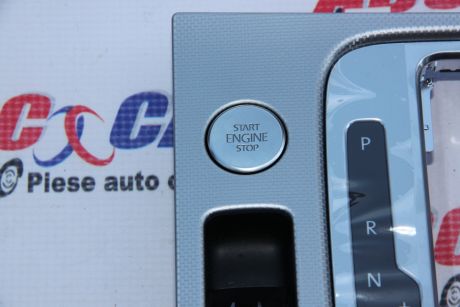 START
ENGINE
STOP
P
R
N
Piese auto